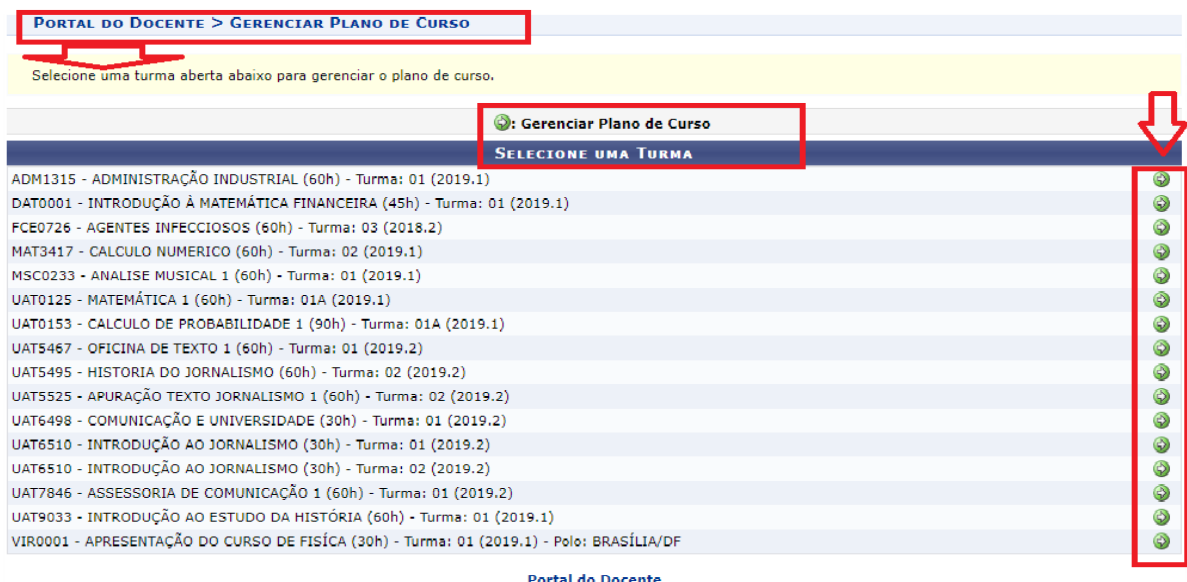 PORTAL DO DOCENTE > GERENCIAR PLANO DE CURSO
Selecione uma turma aberta abaixo para gerenciar o plano de curso.
: Gerenciar Plano de Curso
SELECIONE UMA TURMA
ADM1315 - ADMINISTRAÇÃO INDUSTRIAL (60h) - Turma: 01 (2019.1)
DAT0001 - INTRODUÇÃO À MATEMÁTICA FINANCEIRA (45h) - Turma: 01 (2019.1)
FCE0726 - AGENTES INFECCIOSOS (60h) - Turma: 03 (2018.2)
MAT3417 - CALCULO NUMERICO (60h) - Turma: 02 (2019.1)
MSC0233 - ANALISE MUSICAL 1 (60h) - Turma: 01 (2019.1)
UAT0125 - MATEMÁTICA 1 (60h) - Turma: 01A (2019.1)
UAT0153 - CALCULO DE PROBABILIDADE 1 (90h) - Turma: 01A (2019.1)
UAT5467 - OFICINA DE TEXTO 1 (60h) - Turma: 01 (2019.2)
UAT5495 - HISTORIA DO JORNALISMO (60h) - Turma: 02 (2019.2)
UAT5525 - APURAÇÃO TEXTO JORNALISMO 1 (60h) - Turma: 02 (2019.2)
UAT6498 - COMUNICAÇÃO E UNIVERSIDADE (30h) - Turma: 01 (2019.2)
UAT6510 - INTRODUÇÃO AO JORNALISMO (30h) - Turma: 01 (2019.2)
UAT6510 - INTRODUÇÃO AO JORNALISMO (30h) - Turma: 02 (2019.2)
UAT7846 - ASSESSORIA DE COMUNICAÇÃO 1 (60h) - Turma: 01 (2019.2)
UAT9033 - INTRODUÇÃO AO ESTUDO DA HISTÓRIA (60h) - Turma: 01 (2019.1)
VIR0001 - APRESENTAÇÃO DO CURSO DE FISÍCA (30h) - Turma: 01 (2019.1) - Polo: BRASÍLIA/DF
Portal do Docente